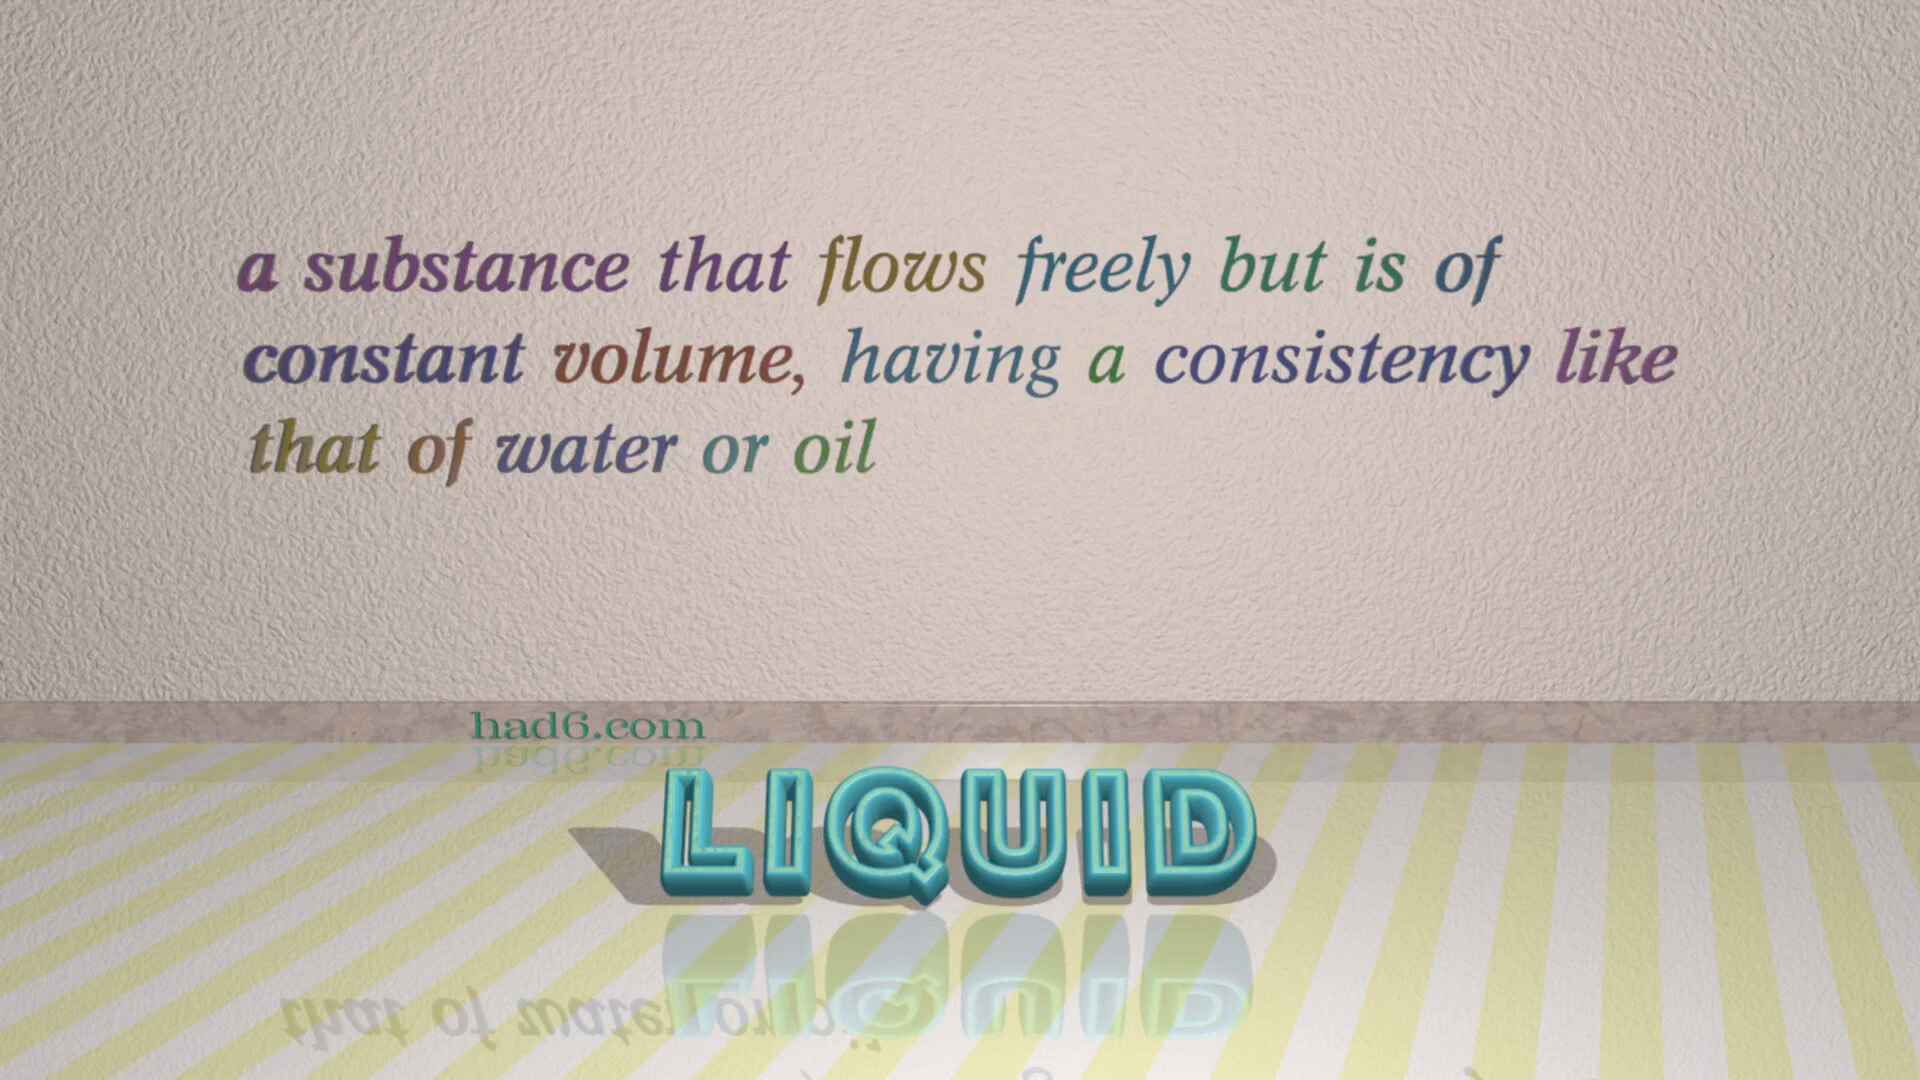 a substance that flows freely but is of
constant volume, having a consistency like
that of water or oil
had6.com
LIQUID